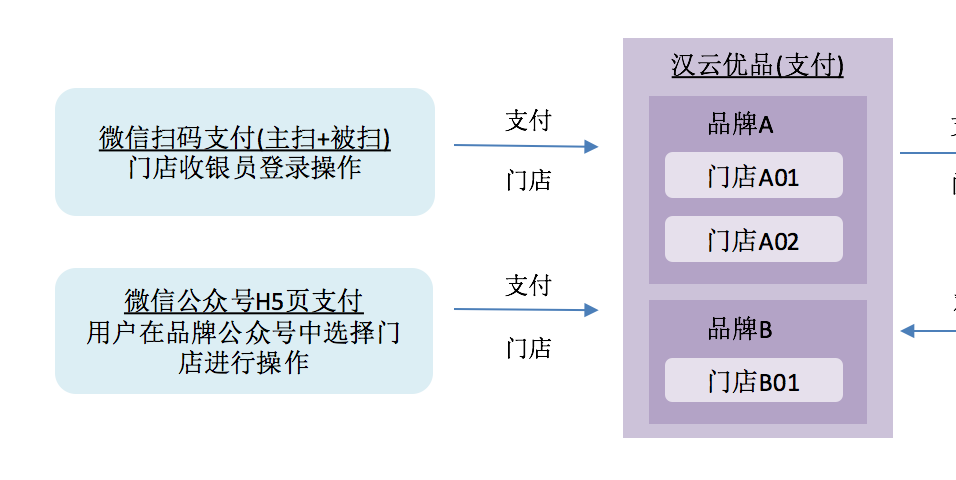 微信扫码支付(主扫+被扫)
门店收银员登录操作
支付
门店
微信公众号H5页支付
用户在品牌公众号中选择门
店进行操作
支付
门店
汉云优品(支付)
品牌A
门店A01
门店A02
品牌B
门店B01